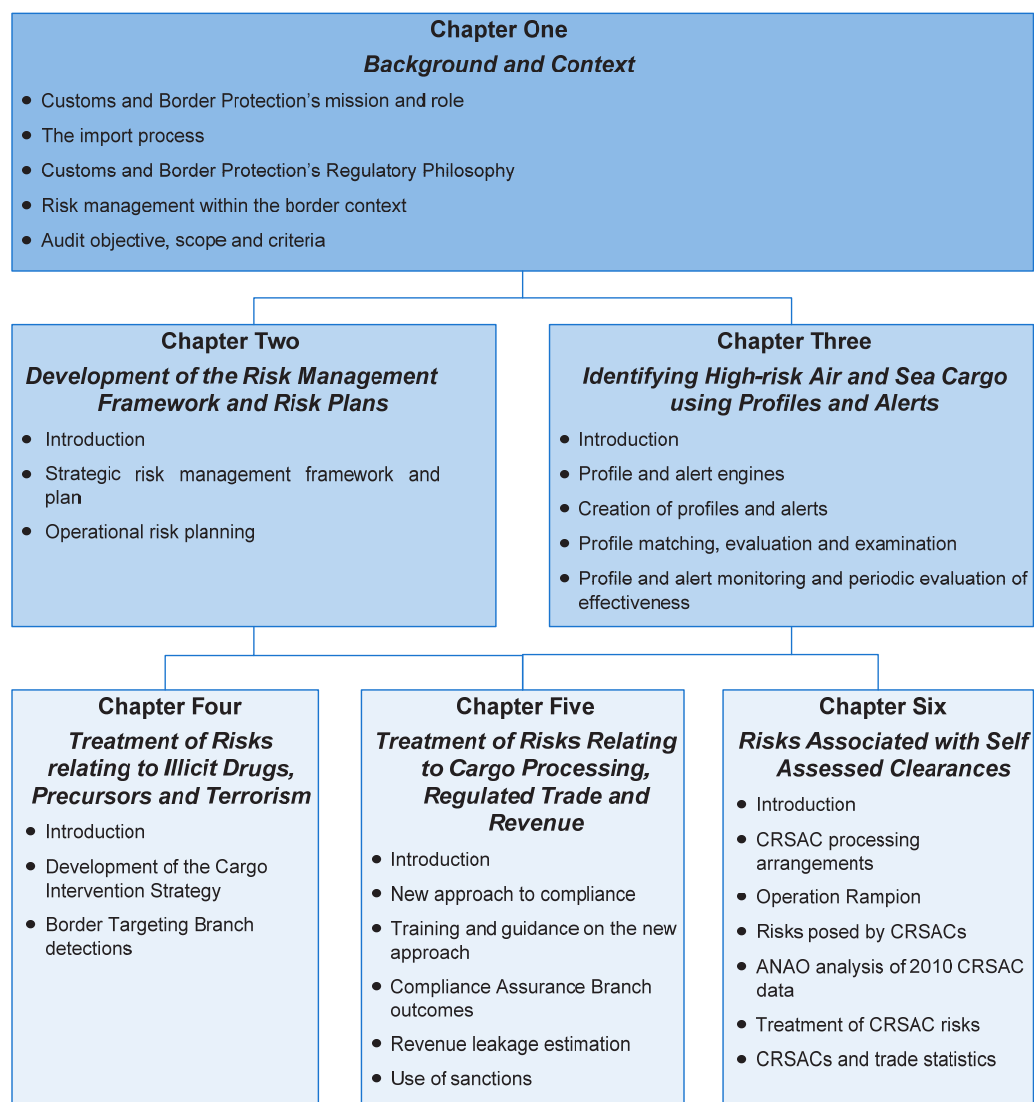 Chapter One
Background and Context
• Customs and Border Protection's mission and role
• The import process
• Customs and Border Protection's Regulatory Philosophy
• Risk management within the border context
• Audit objective, scope and criteria
Chapter Two
Development of the Risk Management
Framework and Risk Plans
• Introduction
• Strategic risk management framework and
plan
• Operational risk planning
Chapter Three
Identifying High-risk Air and Sea Cargo
using Profiles and Alerts
• Introduction
• Profile and alert engines
• Creation of profiles and alerts
• Profile matching, evaluation and examination
• Profile and alert monitoring and periodic evaluation of
effectiveness
Chapter Four
Treatment of Risks
relating to Illicit Drugs,
Precursors and Terrorism
• Introduction
• Development of the Cargo
Intervention Strategy
• Border Targeting Branch
detections
Chapter Five
Treatment of Risks Relating
to Cargo Processing,
Regulated Trade and
Revenue
• Introduction
• New approach to compliance
• Training and guidance on the new
approach
• Compliance Assurance Branch
outcomes
• Revenue leakage estimation
• Use of sanctions
Chapter Six
Risks Associated with Self
Assessed Clearances
• Introduction
• CRSAC processing
arrangements
• Operation Rampion
• Risks posed by CRSACs
• ANAO analysis of 2010 CRSAC
data
• Treatment of CRSAC risks
• CRSACs and trade statistics